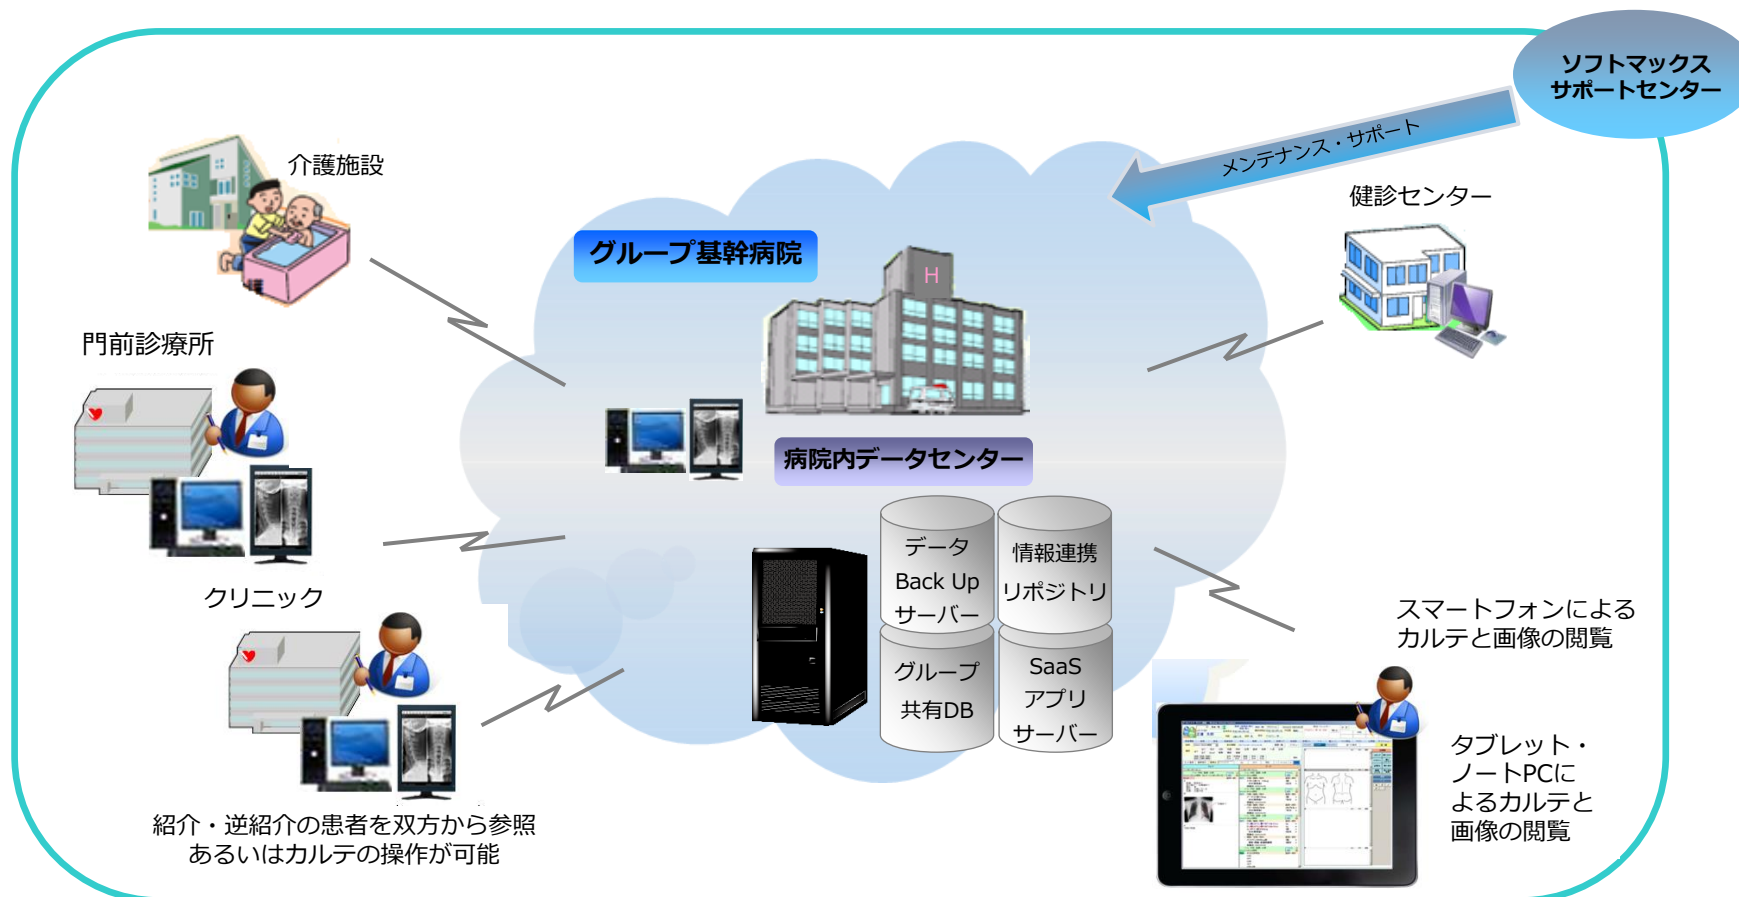 ソフトマックス
サポートセンター
メンテナンス・サポート
介護施設
健診センター
グループ基幹病院
H
門前診療所
病院内データセンター
データ
Back Up
サーバー
情報連携
リポジトリ
クリニック
グループ
共有DB
SaaS
アプリ
サーバー
スマートフォンによる
カルテと画像の閲覧
タブレット・
ノートPCに
よるカルテと
画像の閲覧
紹介・逆紹介の患者を双方から参照
あるいはカルテの操作が可能